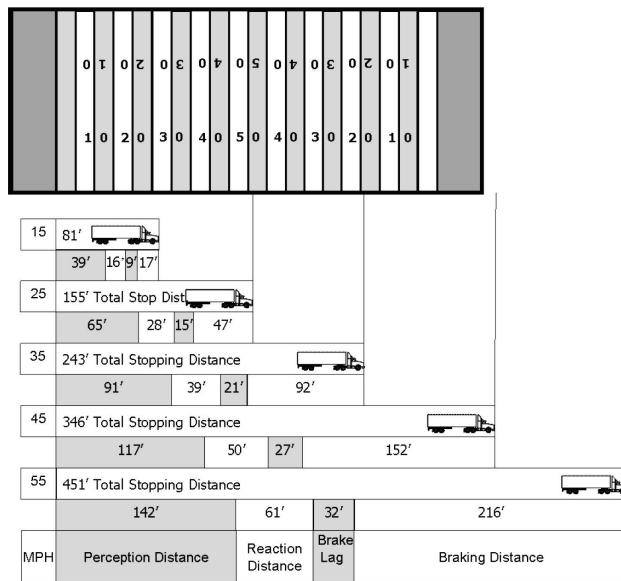 0 1 0 2 0 3 0 4 0 5 0 4 0 3 0 2 0 1
1 0 2 0 3 0 4 0 5 0 4 0 3 0 2 0 1 0
15 81′
39′ 16′ 9′ 17′
25 155′ Total Stop Dist
65′ 28′ 15′ 47′
35 243′ Total Stopping Distance
91′ 39′ 21′ 92′
45 346′ Total Stopping Distance
117′ 50′ 27′ 152′
55 451′ Total Stopping Distance
142′ 61′ 32′ 216′
MPH Perception Distance Reaction Distance Brake Lag Braking Distance